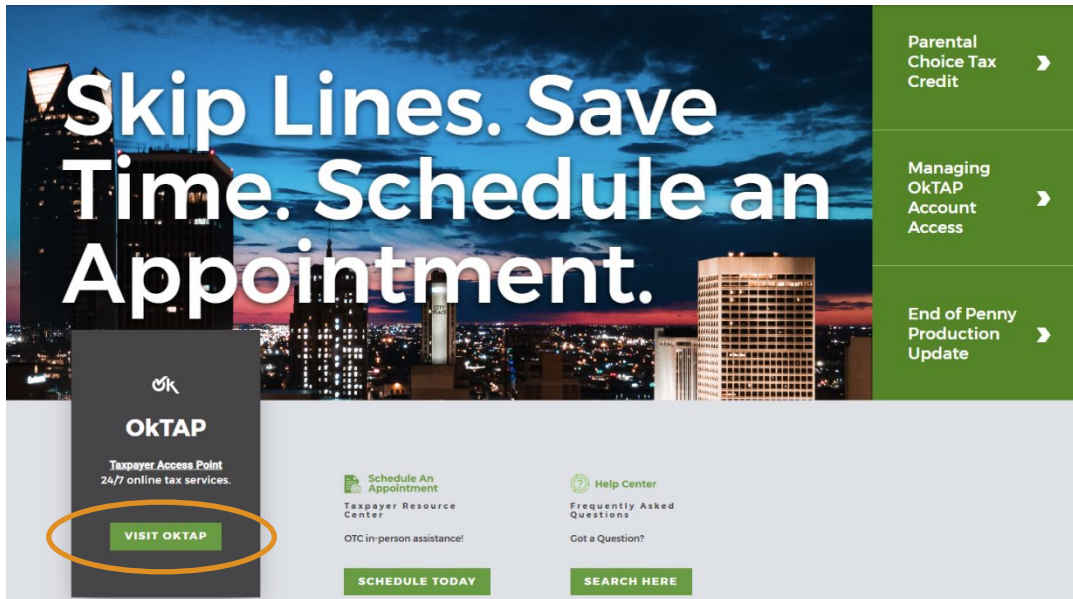 Skip Lines. Save
Time. Schedule an
Appointment.
Parental
Choice Tax
Credit
Managing
OkTAP
Account
Access
End of Penny
Production
Update
CITY
PLACE
OK
OkTAP
Taxpayer Access Point
24/7 online tax services.
VISIT OKTAP
Schedule An
Appointment
Taxpayer Resource
Center
OTC in-person assistance!
SCHEDULE TODAY
Help Center
Frequently Asked
Questions
Got a Question?
SEARCH HERE